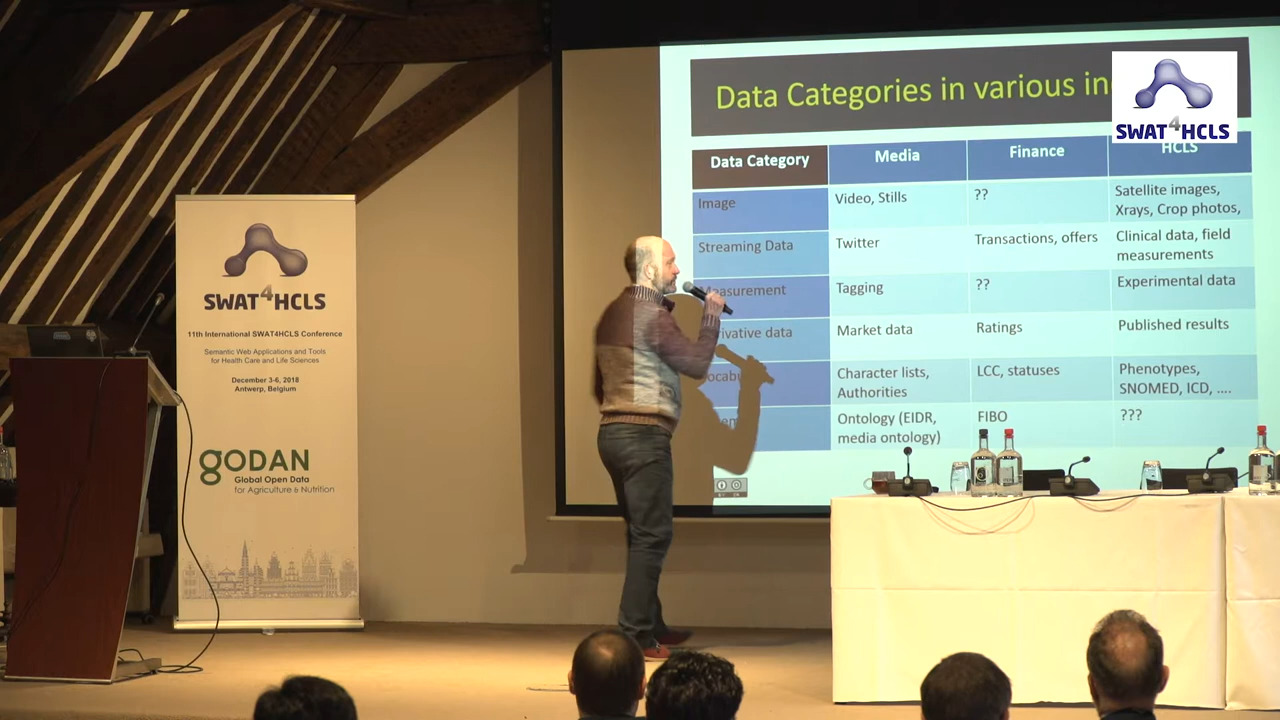 Data Categories in various
SWAT4HCLS
Data Category Media Finance HCLS
Image Video, Stills ?? Satellite images,
Xrays, Crop photos,
Streaming Data Twitter Transactions, offers Clinical data, field
measurements
Measurement Tagging ?? Experimental data
data Market data Ratings Published results
Character lists, LCC, statuses Phenotypes,
Authorities SNOMED, ICD, ....
Ontology (EIDR, FIBO ???
media ontology)
SWAT4HCLS
11th International SWAT4HCLS Conference
Semantic Web Applications and Tools
for Health Care and Life Sciences
December 3-6, 2018
Antwerp, Belgium
GODAN
Global Open Data
for Agriculture & Nutrition